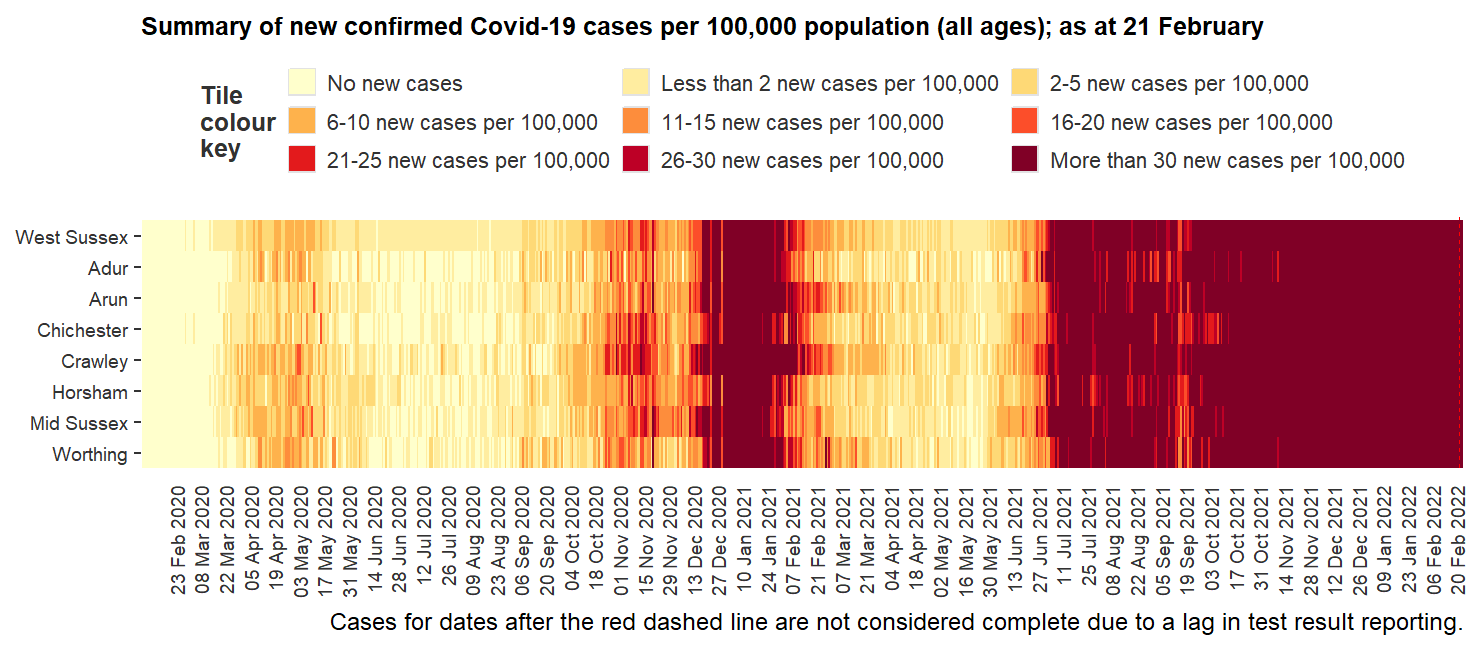 Summary of new confirmed Covid-19 cases per 100,000 population (all ages); as at 21 February
Tile
colour
key
No new cases
Less than 2 new cases per 100,000
2-5 new cases per 100,000
6-10 new cases per 100,000
11-15 new cases per 100,000
16-20 new cases per 100,000
21-25 new cases per 100,000
26-30 new cases per 100,000
More than 30 new cases per 100,000
West Sussex
Adur
Arun
Chichester
Crawley
Horsham
Mid Sussex
Worthing
23 Feb 2020
08 Mar 2020
22 Mar 2020
05 Apr 2020
19 Apr 2020
03 May 2020
17 May 2020
31 May 2020
14 Jun 2020
28 Jun 2020
12 Jul 2020
26 Jul 2020
09 Aug 2020
23 Aug 2020
06 Sep 2020
20 Sep 2020
04 Oct 2020
18 Oct 2020
01 Nov 2020
15 Nov 2020
29 Nov 2020
13 Dec 2020
27 Dec 2020
10 Jan 2021
24 Jan 2021
07 Feb 2021
21 Feb 2021
07 Mar 2021
21 Mar 2021
04 Apr 2021
18 Apr 2021
02 May 2021
16 May 2021
30 May 2021
13 Jun 2021
27 Jun 2021
11 Jul 2021
25 Jul 2021
08 Aug 2021
22 Aug 2021
05 Sep 2021
19 Sep 2021
03 Oct 2021
17 Oct 2021
31 Oct 2021
14 Nov 2021
28 Nov 2021
12 Dec 2021
26 Dec 2021
09 Jan 2022
23 Jan 2022
06 Feb 2022
20 Feb 2022
Cases for dates after the red dashed line are not considered complete due to a lag in test result reporting.